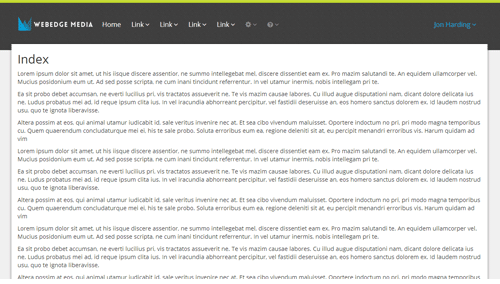 WEBEDGE MEDIA Home Link Link Link Link Jon Harding
Index
Lorem ipsum dolor sit amet, ut his iisque discere assentior, ne summo intellegebat mei, discere dissentiet eam ex. Pro mazim salutandi te. An equidem ullamcorper vel.
Mucius posidonium eum ut. Ad sed posse scripta, ne cum inani tincidunt referrentur. In vel utamur inermis, nobis intellegam pri te.
Ea sit probo debet accumsan, ne everti lucilius pri, vis tractatos assueverit ne. Te vis mazim causae labores. Cu illud augue disputationi nam, dicant dolore delicata ius
ne. Ludus probatus mei ad, id reque ipsum clita ius. In vel iracundia abhorreant percipitur, vel fastidii deseruisse an, eos homero sanctus dolorem ex. Id laudem nostrud
usu, quo te ignota liberavisse.
Altera possim at eos, qui animal utamur iudicabit id, sale veritus invenire nec at. Et sea cibo vivendum maluisset. Oportere indoctum no pri, pri modo magna temporibus
cu. Quem quaerendum concludaturque mei ei, his te sale probo. Soluta erroribus eum ea, regione deleniti sit at, eu percipit menandri erroribus vis. Harum quidam ad
vim
Lorem ipsum dolor sit amet, ut his iisque discere assentior, ne summo intellegebat mei, discere dissentiet eam ex. Pro mazim salutandi te. An equidem ullamcorper vel.
Mucius posidonium eum ut. Ad sed posse scripta, ne cum inani tincidunt referrentur. In vel utamur inermis, nobis intellegam pri te.
Ea sit probo debet accumsan, ne everti lucilius pri, vis tractatos assueverit ne. Te vis mazim causae labores. Cu illud augue disputationi nam, dicant dolore delicata ius
ne. Ludus probatus mei ad, id reque ipsum clita ius. In vel iracundia abhorreant percipitur, vel fastidii deseruisse an, eos homero sanctus dolorem ex. Id laudem nostrud
usu, quo te ignota liberavisse.
Altera possim at eos, qui animal utamur iudicabit id, sale veritus invenire nec at. Et sea cibo vivendum maluisset. Oportere indoctum no pri, pri modo magna temporibus
cu. Quem quaerendum concludaturque mei ei, his te sale probo. Soluta erroribus eum ea, regione deleniti sit at, eu percipit menandri erroribus vis. Harum quidam ad
vim
Lorem ipsum dolor sit amet, ut his iisque discere assentior, ne summo intellegebat mei, discere dissentiet eam ex. Pro mazim salutandi te. An equidem ullamcorper vel.
Mucius posidonium eum ut. Ad sed posse scripta, ne cum inani tincidunt referrentur. In vel utamur inermis, nobis intellegam pri te.
Ea sit probo debet accumsan, ne everti lucilius pri, vis tractatos assueverit ne. Te vis mazim causae labores. Cu illud augue disputationi nam, dicant dolore delicata ius
ne. Ludus probatus mei ad, id reque ipsum clita ius. In vel iracundia abhorreant percipitur, vel fastidii deseruisse an, eos homero sanctus dolorem ex. Id laudem nostrud
usu, quo te ignota liberavisse.
Altera possim at eos, qui animal utamur iudicabit id, sale veritus invenire nec at. Et sea cibo vivendum maluisset. Oportere indoctum no pri, pri modo magna temporibus